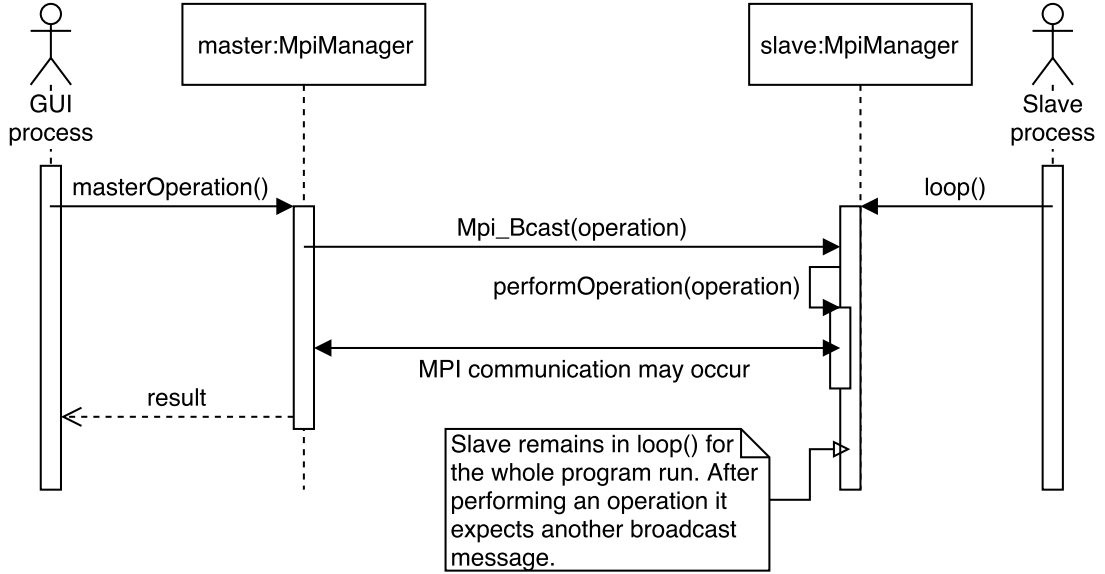 master:MpiManager
slave:MpiManager
GUI
process
Slave
process
masterOperation()
loop()
Mpi_Bcast(operation)
performOperation(operation)
MPI communication may occur
result
Slave remains in loop() for
the whole program run. After
performing an operation it
expects another broadcast
message.